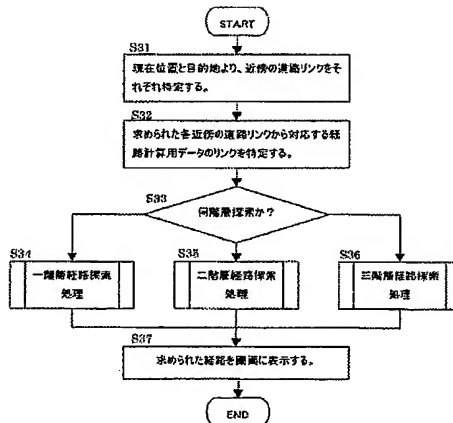 START
S31
現在位置と目的地より、近傍の道路リンクをそ
れぞれ特定する。
S32
求められた各近傍の道路リンクから対応する経
路計算用データのリンクを特定する。
S33
何階層探索か?
S34
一階層経路探索
処理
S35
二階層経路探索
処理
S36
三階層経路探索
処理
S37
求められた経路を画面に表示する。
END